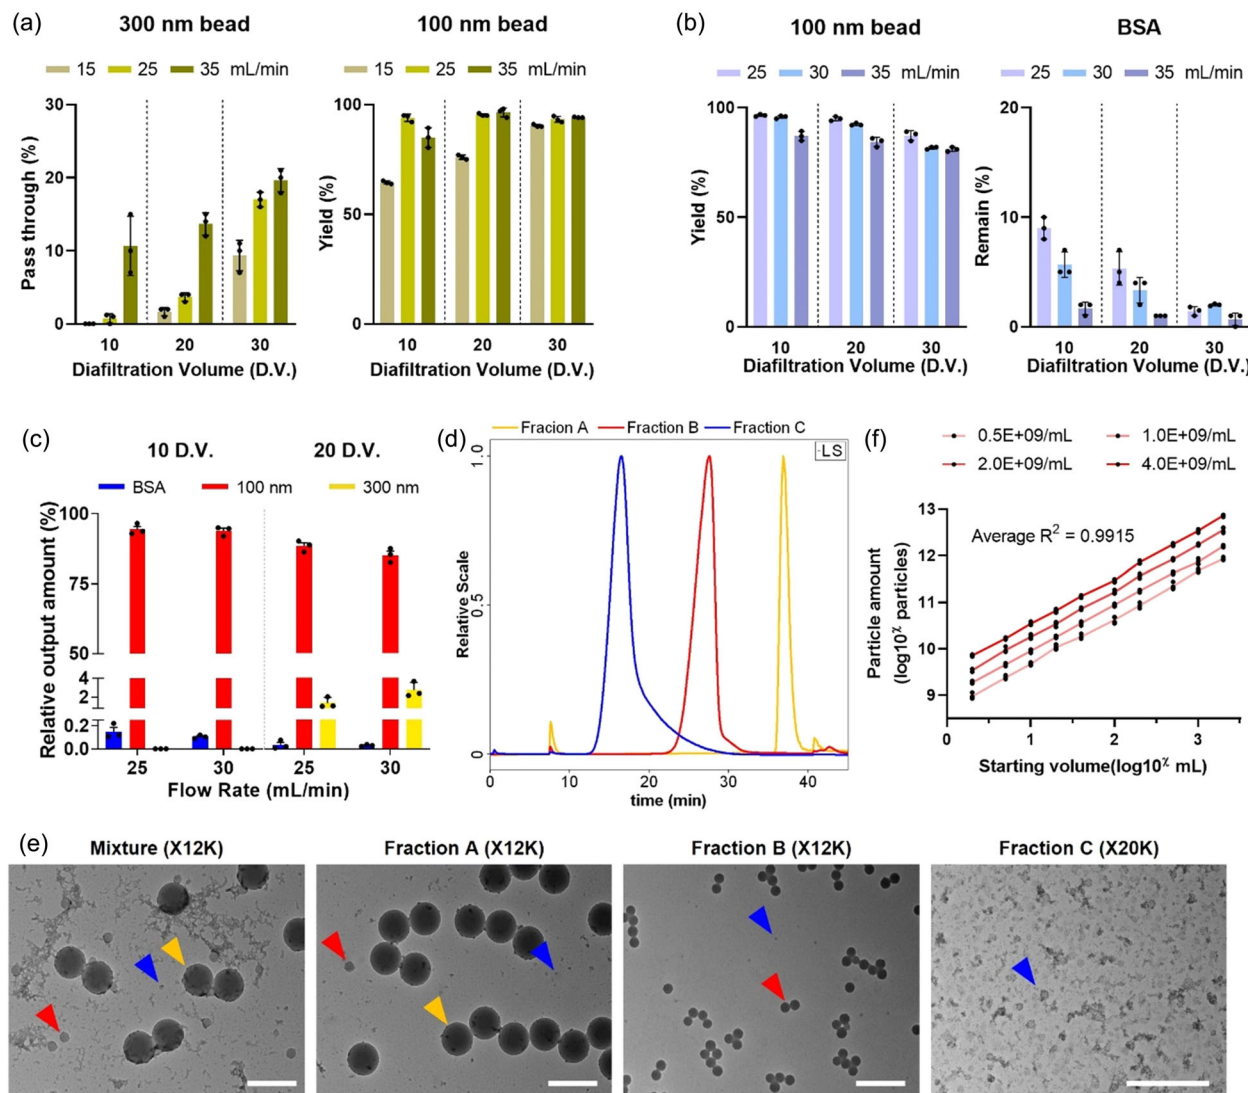 (a)
300 nm bead
15 25 35 mL/min
30
20
10
0
Pass through (%)
10 20 30
Diafiltration Volume (D.V.)
100 nm bead
15 25 35 mL/min
100
50
0
Yield (%)
10 20 30
Diafiltration Volume (D.V.)
(b)
100 nm bead
25 30 35 mL/min
100
50
0
Yield (%)
10 20 30
Diafiltration Volume (D.V.)
BSA
25 30 35 mL/min
20
10
0
Remain (%)
10 20 30
Diafiltration Volume (D.V.)
(c)
10 D.V. 20 D.V.
BSA 100 nm 300 nm
100
75
50
4
2
0.2
0.0
Relative output amount (%)
25 30 25 30
Flow Rate (mL/min)
(d)
Fracion A Fraction B Fraction C
LS
1.0
0.5
0
Relative Scale
0 10 20 30 40
time (min)
(f)
0.5E+09/mL 1.0E+09/mL
2.0E+09/mL 4.0E+09/mL
Average R² = 0.9915
13
12
11
10
9
Particle amount
(log10ˣ particles)
0 1 2 3
Starting volume(log10ˣ mL)
(e)
Mixture (X12K)
Fraction A (X12K)
Fraction B (X12K)
Fraction C (X20K)